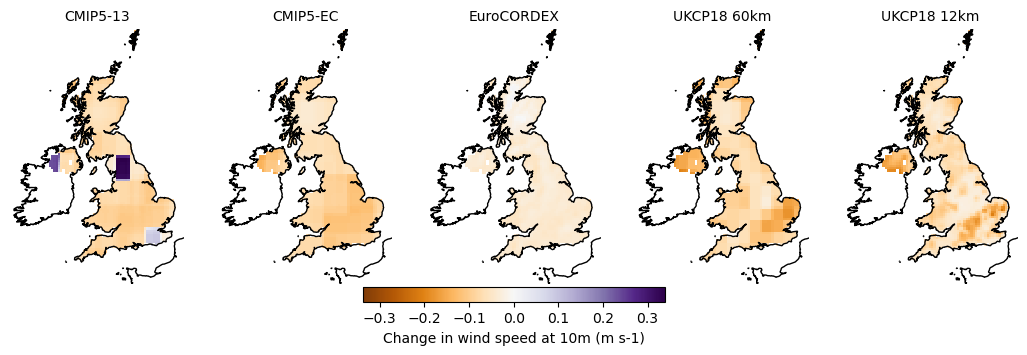 CMIP5-13 CMIP5-EC EuroCORDEX UKCP18 60km UKCP18 12km
−0.3 −0.2 −0.1 0.0 0.1 0.2 0.3
Change in wind speed at 10m (m s-1)